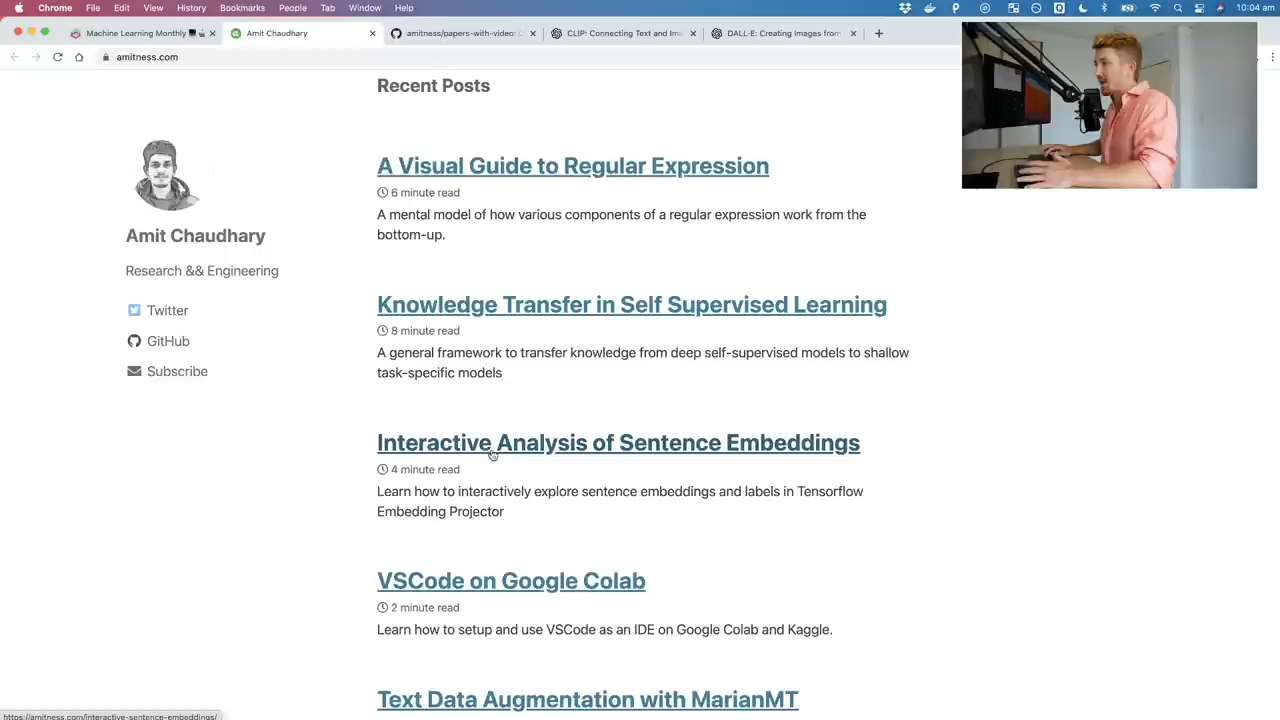 Chrome File Edit View History Bookmarks People Tab Window Help 10:04 am
Machine Learning Monthly
Amit Chaudhary
amitness/papers-with-video:
CLIP: Connecting Text and Ima
DALL·E: Creating Images from
amitness.com
Recent Posts
A Visual Guide to Regular Expression
6 minute read
A mental model of how various components of a regular expression work from the
bottom-up.
Amit Chaudhary
Research && Engineering
Twitter
GitHub
Subscribe
Knowledge Transfer in Self Supervised Learning
8 minute read
A general framework to transfer knowledge from deep self-supervised models to shallow
task-specific models
Interactive Analysis of Sentence Embeddings
4 minute read
Learn how to interactively explore sentence embeddings and labels in Tensorflow
Embedding Projector
VSCode on Google Colab
2 minute read
Learn how to setup and use VSCode as an IDE on Google Colab and Kaggle.
Text Data Augmentation with MarianMT
https://amitness.com/interactive-sentence-embeddings/